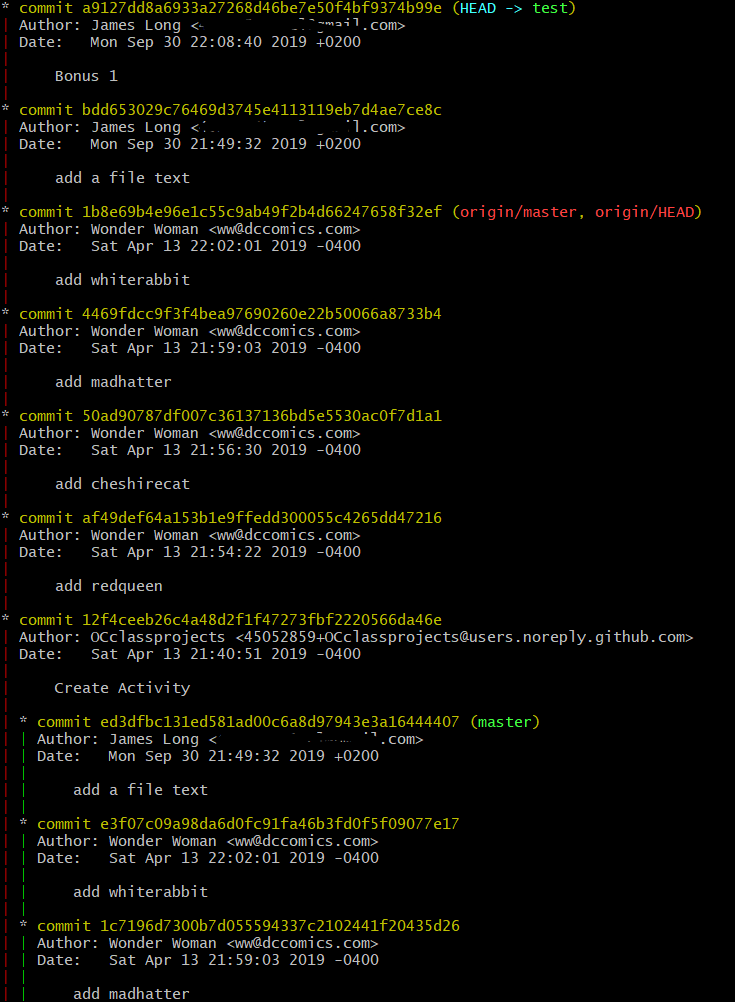 * commit a9127dd8a6933a27268d46be7e50f4bf9374b99e (HEAD -> test)
| Author: James Long < gmail.com>
| Date:   Mon Sep 30 22:08:40 2019 +0200
|
|     Bonus 1
|
* commit bdd653029c76469d3745e4113119eb7d4ae7ce8c
| Author: James Long < .com>
| Date:   Mon Sep 30 21:49:32 2019 +0200
|
|     add a file text
|
* commit 1b8e69b4e96e1c55c9ab49f2b4d66247658f32ef (origin/master, origin/HEAD)
| Author: Wonder Woman <ww@dccomics.com>
| Date:   Sat Apr 13 22:02:01 2019 -0400
|
|     add whiterabbit
|
* commit 4469fdcc9f3f4bea97690260e22b50066a8733b4
| Author: Wonder Woman <ww@dccomics.com>
| Date:   Sat Apr 13 21:59:03 2019 -0400
|
|     add madhatter
|
* commit 50ad90787df007c36137136bd5e5530ac0f7d1a1
| Author: Wonder Woman <ww@dccomics.com>
| Date:   Sat Apr 13 21:56:30 2019 -0400
|
|     add cheshirecat
|
* commit af49def64a153b1e9ffedd300055c4265dd47216
| Author: Wonder Woman <ww@dccomics.com>
| Date:   Sat Apr 13 21:54:22 2019 -0400
|
|     add redqueen
|
* commit 12f4ceeb26c4a48d2f1f47273fbf2220566da46e
| Author: OCclassprojects <45052859+OCclassprojects@users.noreply.github.com>
| Date:   Sat Apr 13 21:40:51 2019 -0400
|
|     Create Activity
|
| * commit ed3dfbc131ed581ad00c6a8d97943e3a16444407 (master)
| | Author: James Long < .com>
| | Date:   Mon Sep 30 21:49:32 2019 +0200
| |
| |     add a file text
| |
| * commit e3f07c09a98da6d0fc91fa46b3fd0f5f09077e17
| | Author: Wonder Woman <ww@dccomics.com>
| | Date:   Sat Apr 13 22:02:01 2019 -0400
| |
| |     add whiterabbit
| |
| * commit 1c7196d7300b7d055594337c2102441f20435d26
| | Author: Wonder Woman <ww@dccomics.com>
| | Date:   Sat Apr 13 21:59:03 2019 -0400
| |
| |     add madhatter